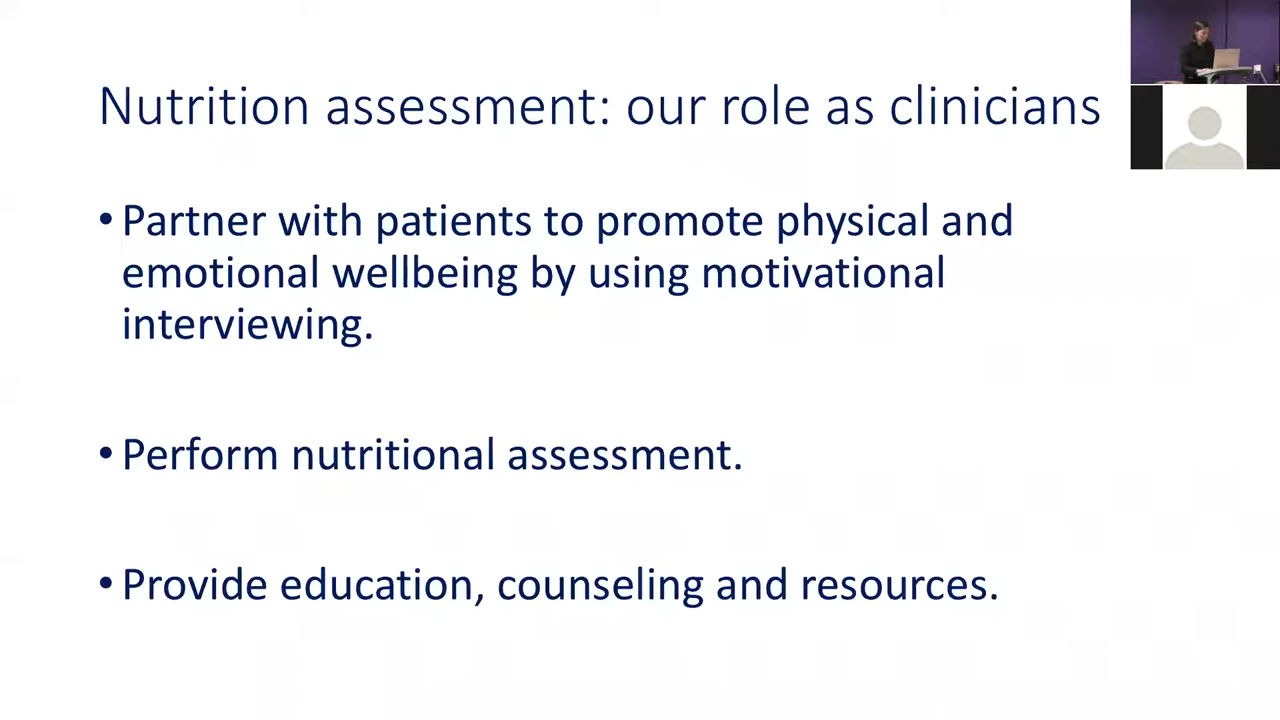 Nutrition assessment: our role as clinicians
• Partner with patients to promote physical and
emotional wellbeing by using motivational
interviewing.
• Perform nutritional assessment.
• Provide education, counseling and resources.